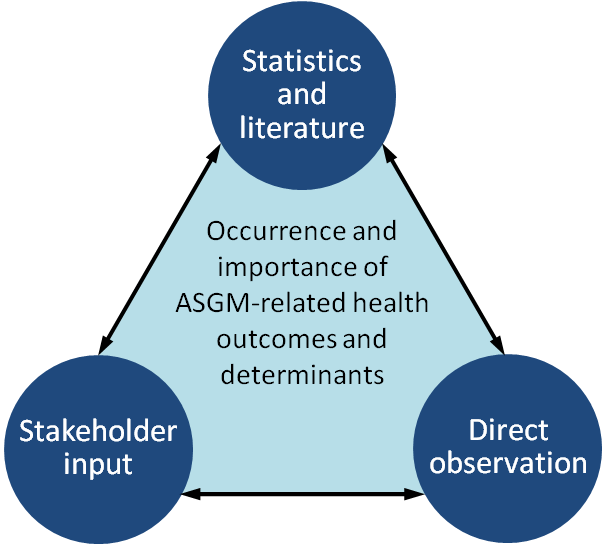 Statistics
and
literature
Occurrence and
importance of
ASGM-related health
outcomes and
determinants
Stakeholder
input
Direct
observation